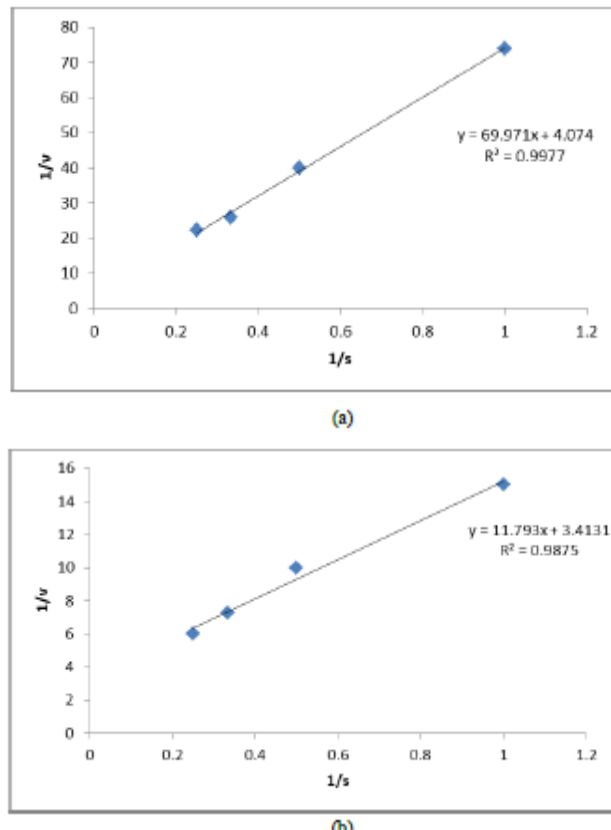 80
70
60
50
40
30
20
10
0
1/v
y = 69.971x + 4.074
R² = 0.9977
0 0.2 0.4 0.6 0.8 1 1.2
1/s
(a)
16
14
12
10
8
6
4
2
0
1/v
y = 11.793x + 3.4131
R² = 0.9875
0 0.2 0.4 0.6 0.8 1 1.2
1/s
(b)